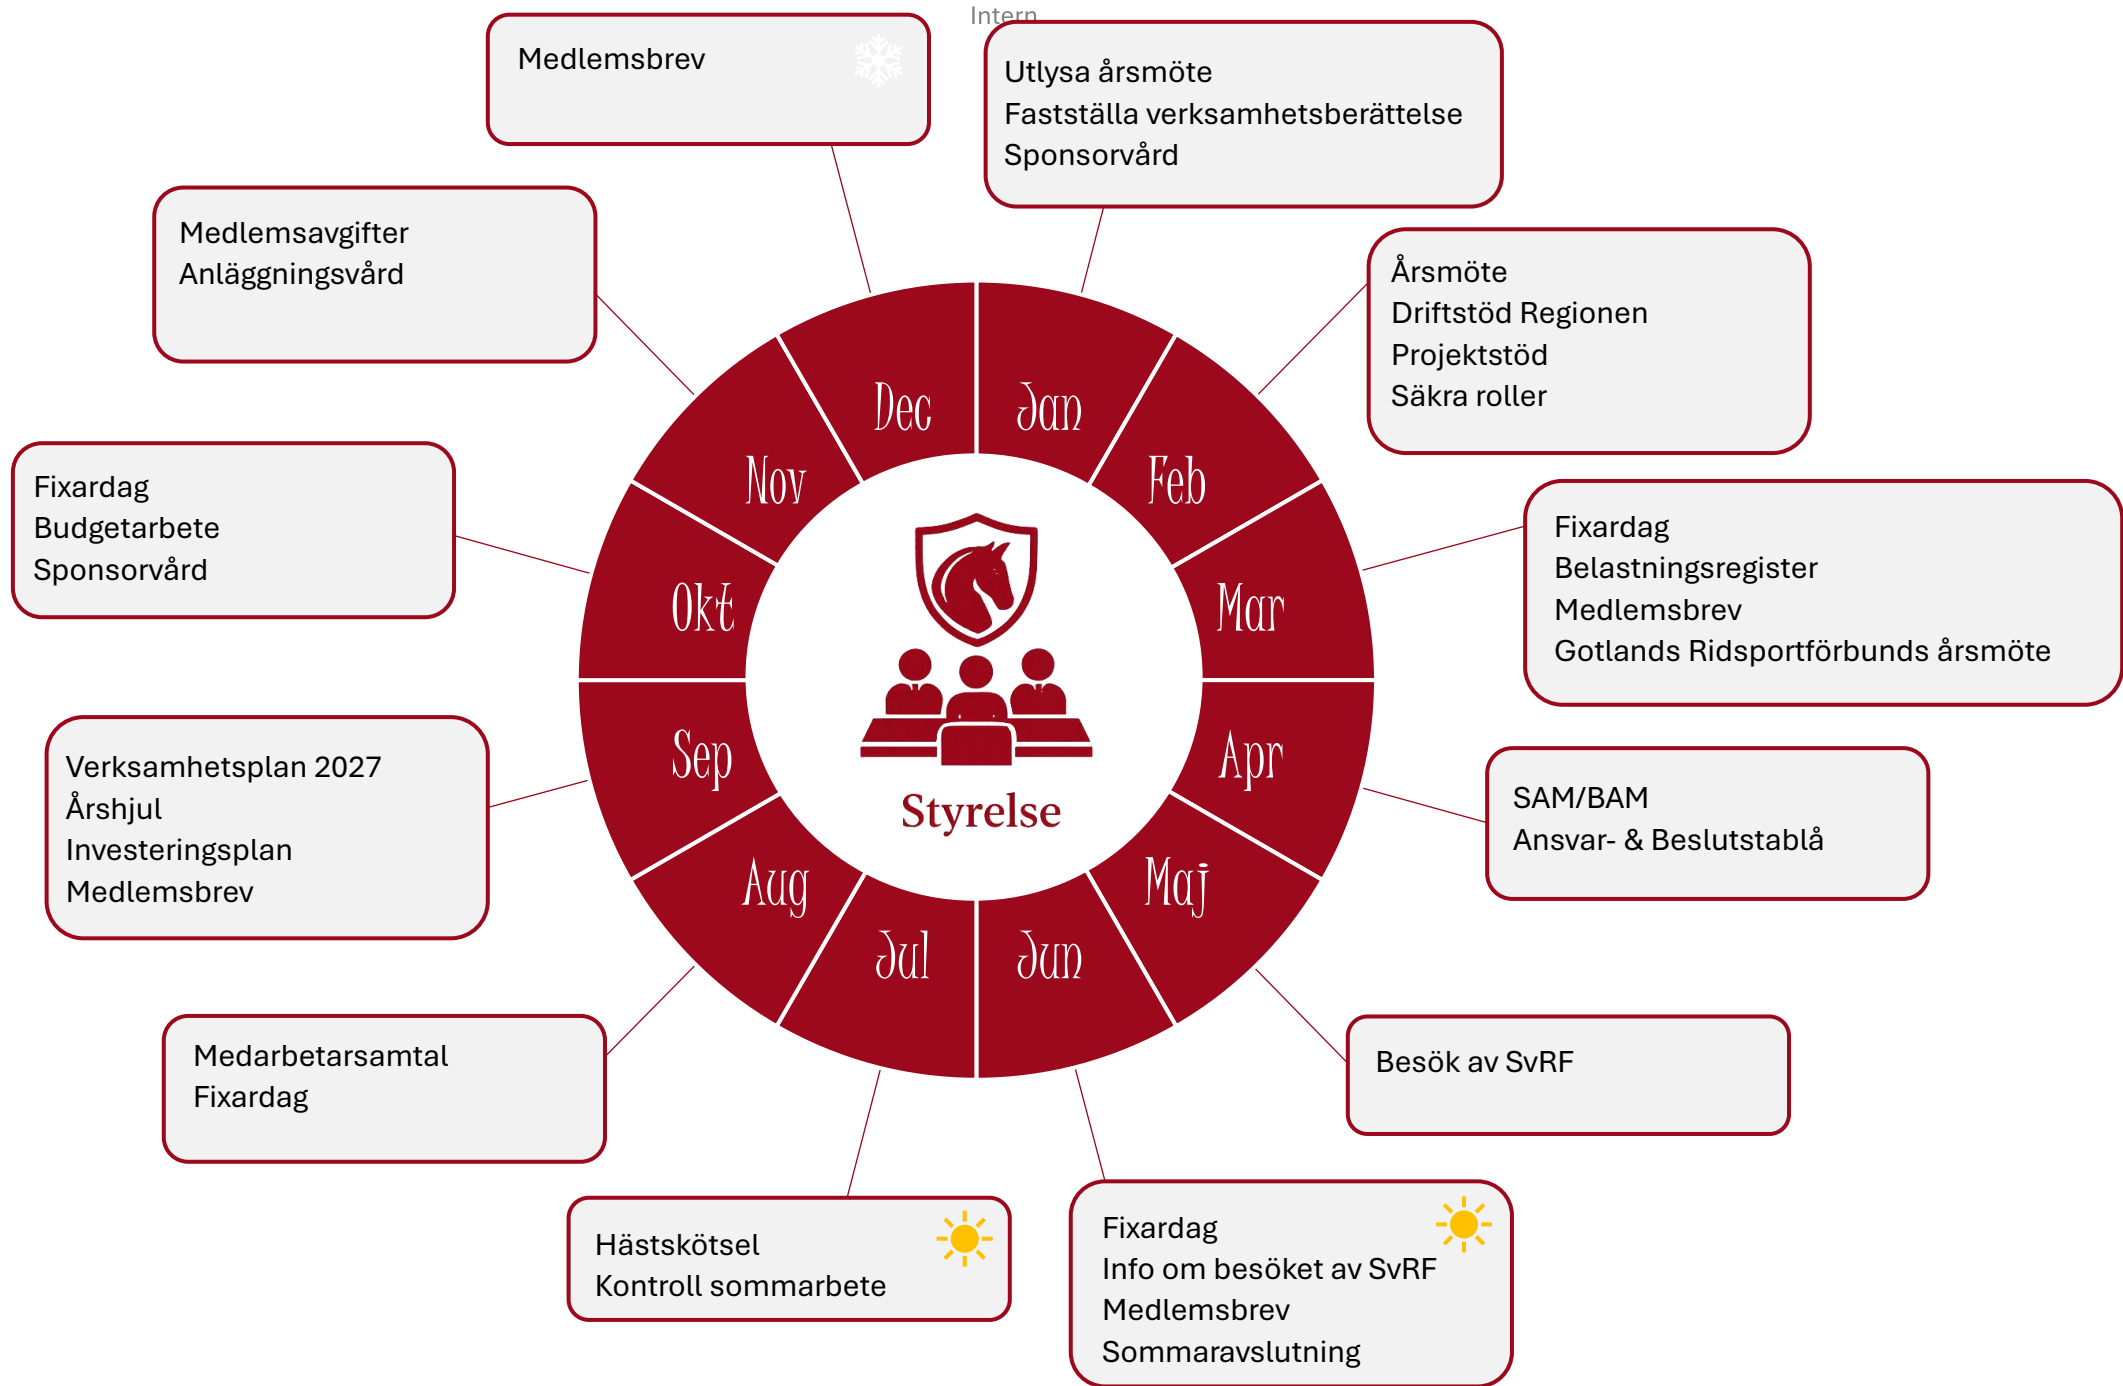 Intern
Medlemsbrev
Utlysa årsmöte
Fastställa verksamhetsberättelse
Sponsorvård
Medlemsavgifter
Anläggningsvård
Årsmöte
Driftstöd Regionen
Projektstöd
Säkra roller
Fixardag
Budgetarbete
Sponsorvård
Fixardag
Belastningsregister
Medlemsbrev
Gotlands Ridsportförbunds årsmöte
Verksamhetsplan 2027
Årshjul
Investeringsplan
Medlemsbrev
SAM/BAM
Ansvar- & Beslutstablå
Medarbetarsamtal
Fixardag
Besök av SvRF
Hästskötsel
Kontroll sommarbete
Fixardag
Info om besöket av SvRF
Medlemsbrev
Sommaravslutning
Jan
Feb
Mar
Apr
Maj
Jun
Jul
Aug
Sep
Okt
Nov
Dec
Styrelse